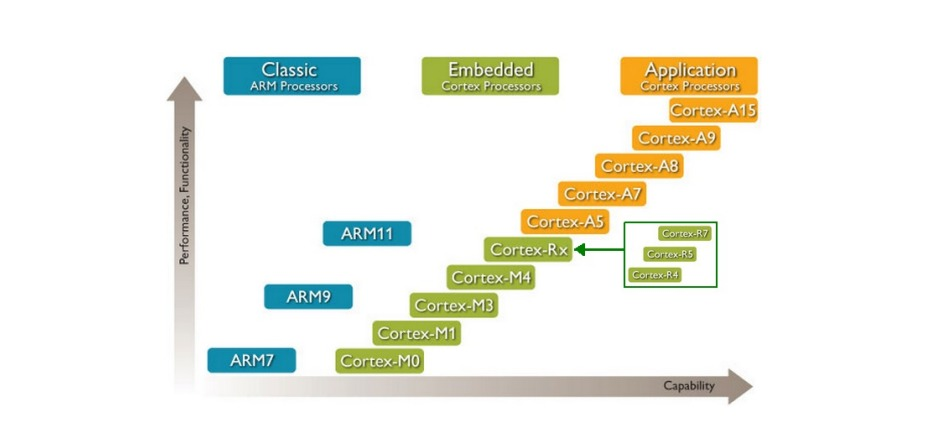 Classic
ARM Processors
Embedded
Cortex Processors
Application
Cortex Processors
Cortex-A15
Cortex-A9
Cortex-A8
Cortex-A7
Cortex-A5
Cortex-Rx
Cortex-R7
Cortex-R5
Cortex-R4
Cortex-M4
Cortex-M3
Cortex-M1
Cortex-M0
ARM11
ARM9
ARM7
Performance, Functionality
Capability